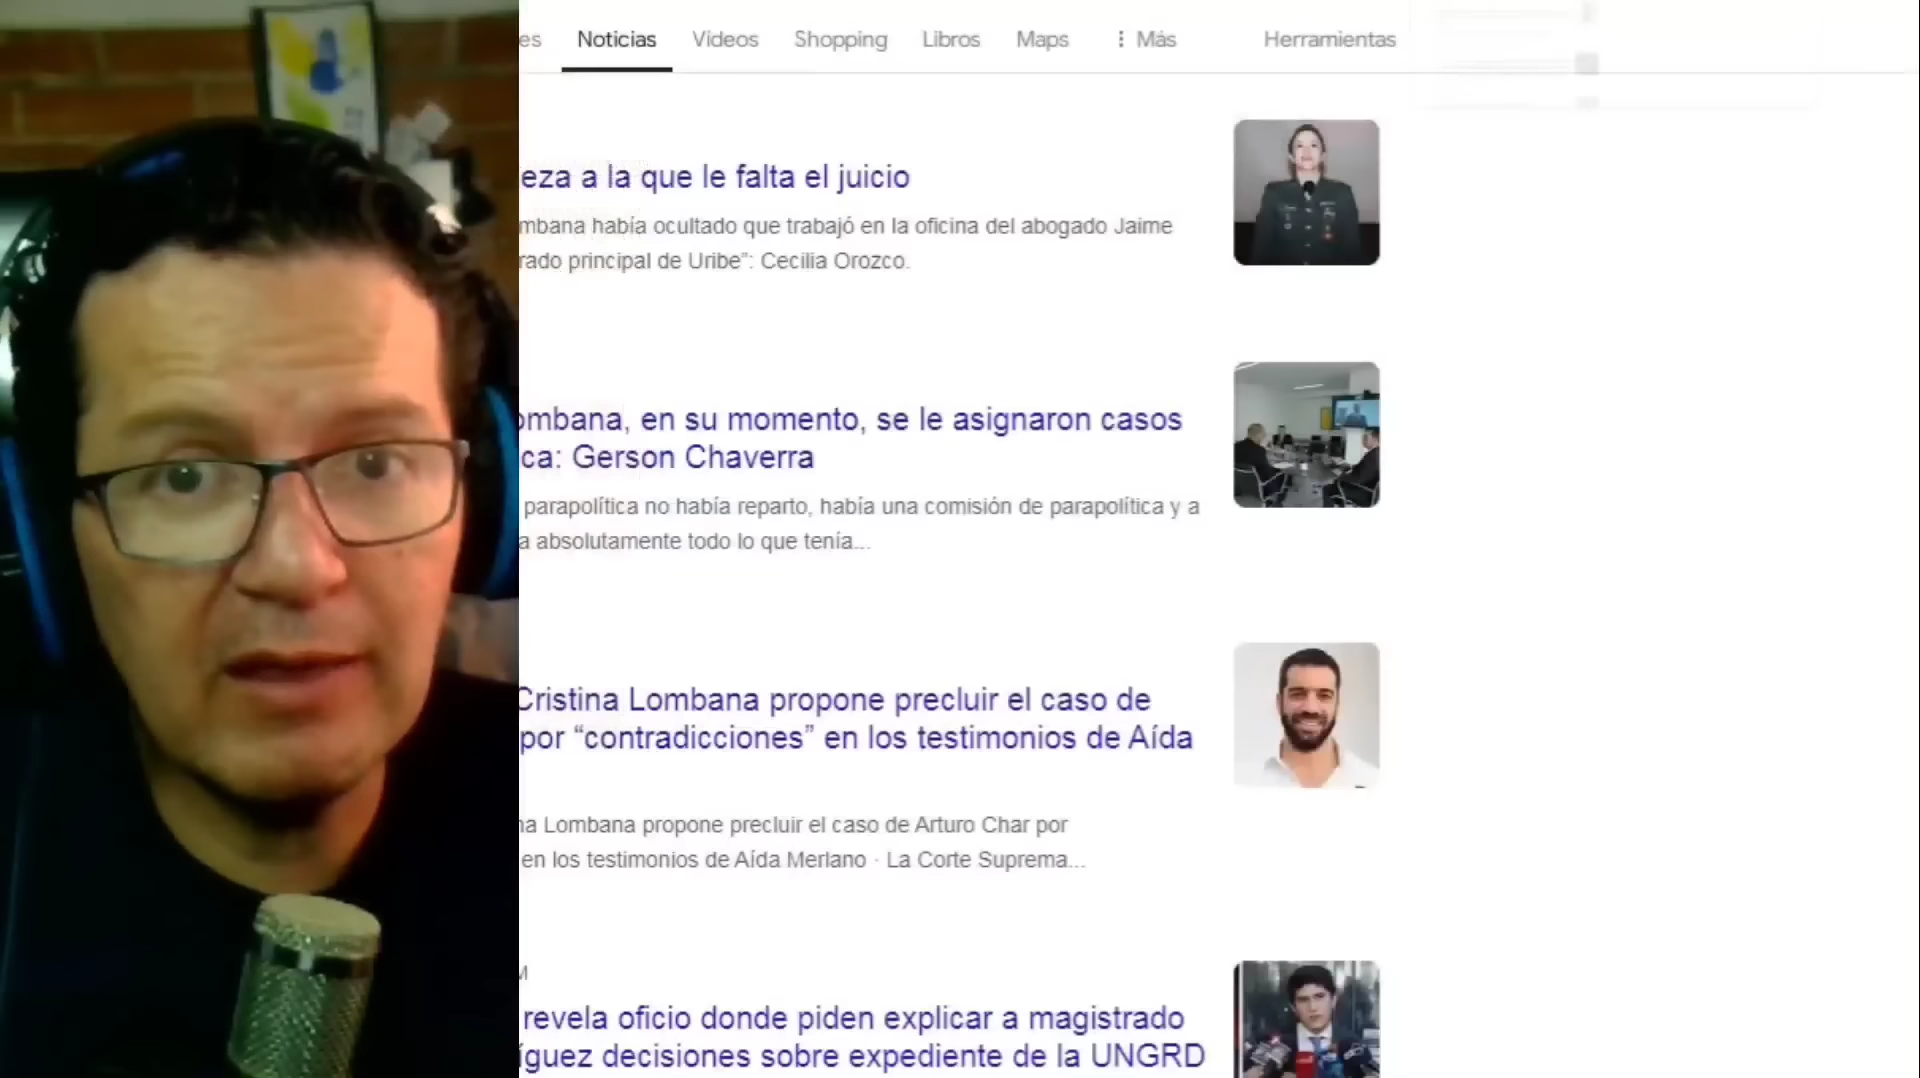 es Noticias Vídeos Shopping Libros Maps Más Herramientas
eza a la que le falta el juicio
mbana había ocultado que trabajó en la oficina del abogado Jaime
rado principal de Uribe”: Cecilia Orozco.
ombana, en su momento, se le asignaron casos
ca: Gerson Chaverra
parapolítica no había reparto, había una comisión de parapolítica y a
a absolutamente todo lo que tenía...
Cristina Lombana propone precluir el caso de
por “contradicciones” en los testimonios de Aída
na Lombana propone precluir el caso de Arturo Char por
en los testimonios de Aída Merlano · La Corte Suprema...
M
revela oficio donde piden explicar a magistrado
íguez decisiones sobre expediente de la UNGRD